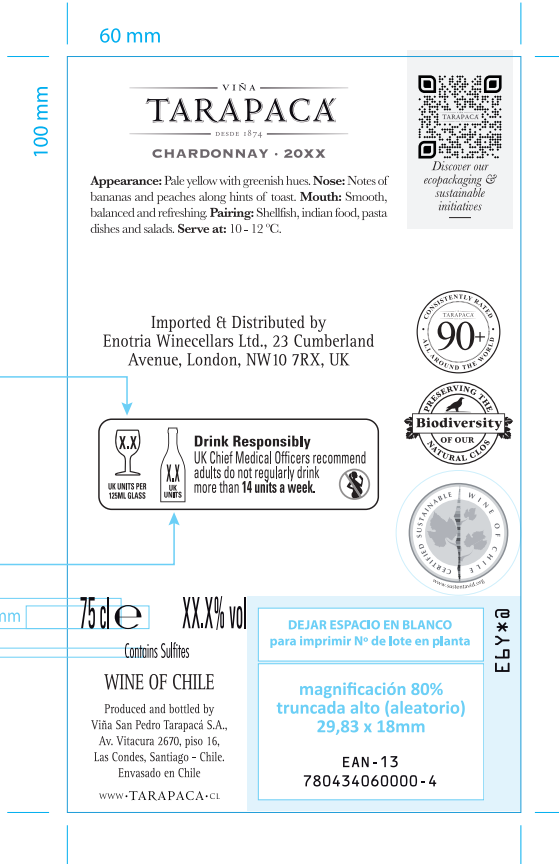 60 mm
100 mm
VIÑA
TARAPACÁ
DESDE 1874
CHARDONNAY · 20XX
Appearance: Pale yellow with greenish hues. Nose: Notes of
bananas and peaches along hints of toast. Mouth: Smooth,
balanced and refreshing. Pairing: Shellfish, indian food, pasta
dishes and salads. Serve at: 10 - 12 ºC.
TARAPACÁ
Discover our
ecopackaging &
sustainable
initiatives
Imported & Distributed by
Enotria Winecellars Ltd., 23 Cumberland
Avenue, London, NW10 7RX, UK
CONSISTENTLY RATED
TARAPACÁ
90+
ALL AROUND THE WORLD
PRESERVING THE
Biodiversity
OF OUR
NATURAL CLOS
X.X
UK UNITS PER
125ML GLASS
X.X
UK
UNITS
Drink Responsibly
UK Chief Medical Officers recommend
adults do not regularly drink
more than 14 units a week.
CERTIFIED SUSTAINABLE
WINE OF CHILE
www.sustentavid.org
mm
75 cl e
XX.X% vol
Contains Sulfites
WINE OF CHILE
Produced and bottled by
Viña San Pedro Tarapacá S.A.,
Av. Vitacura 2670, piso 16,
Las Condes, Santiago - Chile.
Envasado en Chile
WWW•TARAPACA•CL
DEJAR ESPACIO EN BLANCO
para imprimir Nº de lote en planta
E6Y*a
magnificación 80%
truncada alto (aleatorio)
29,83 x 18mm
EAN-13
780434060000-4